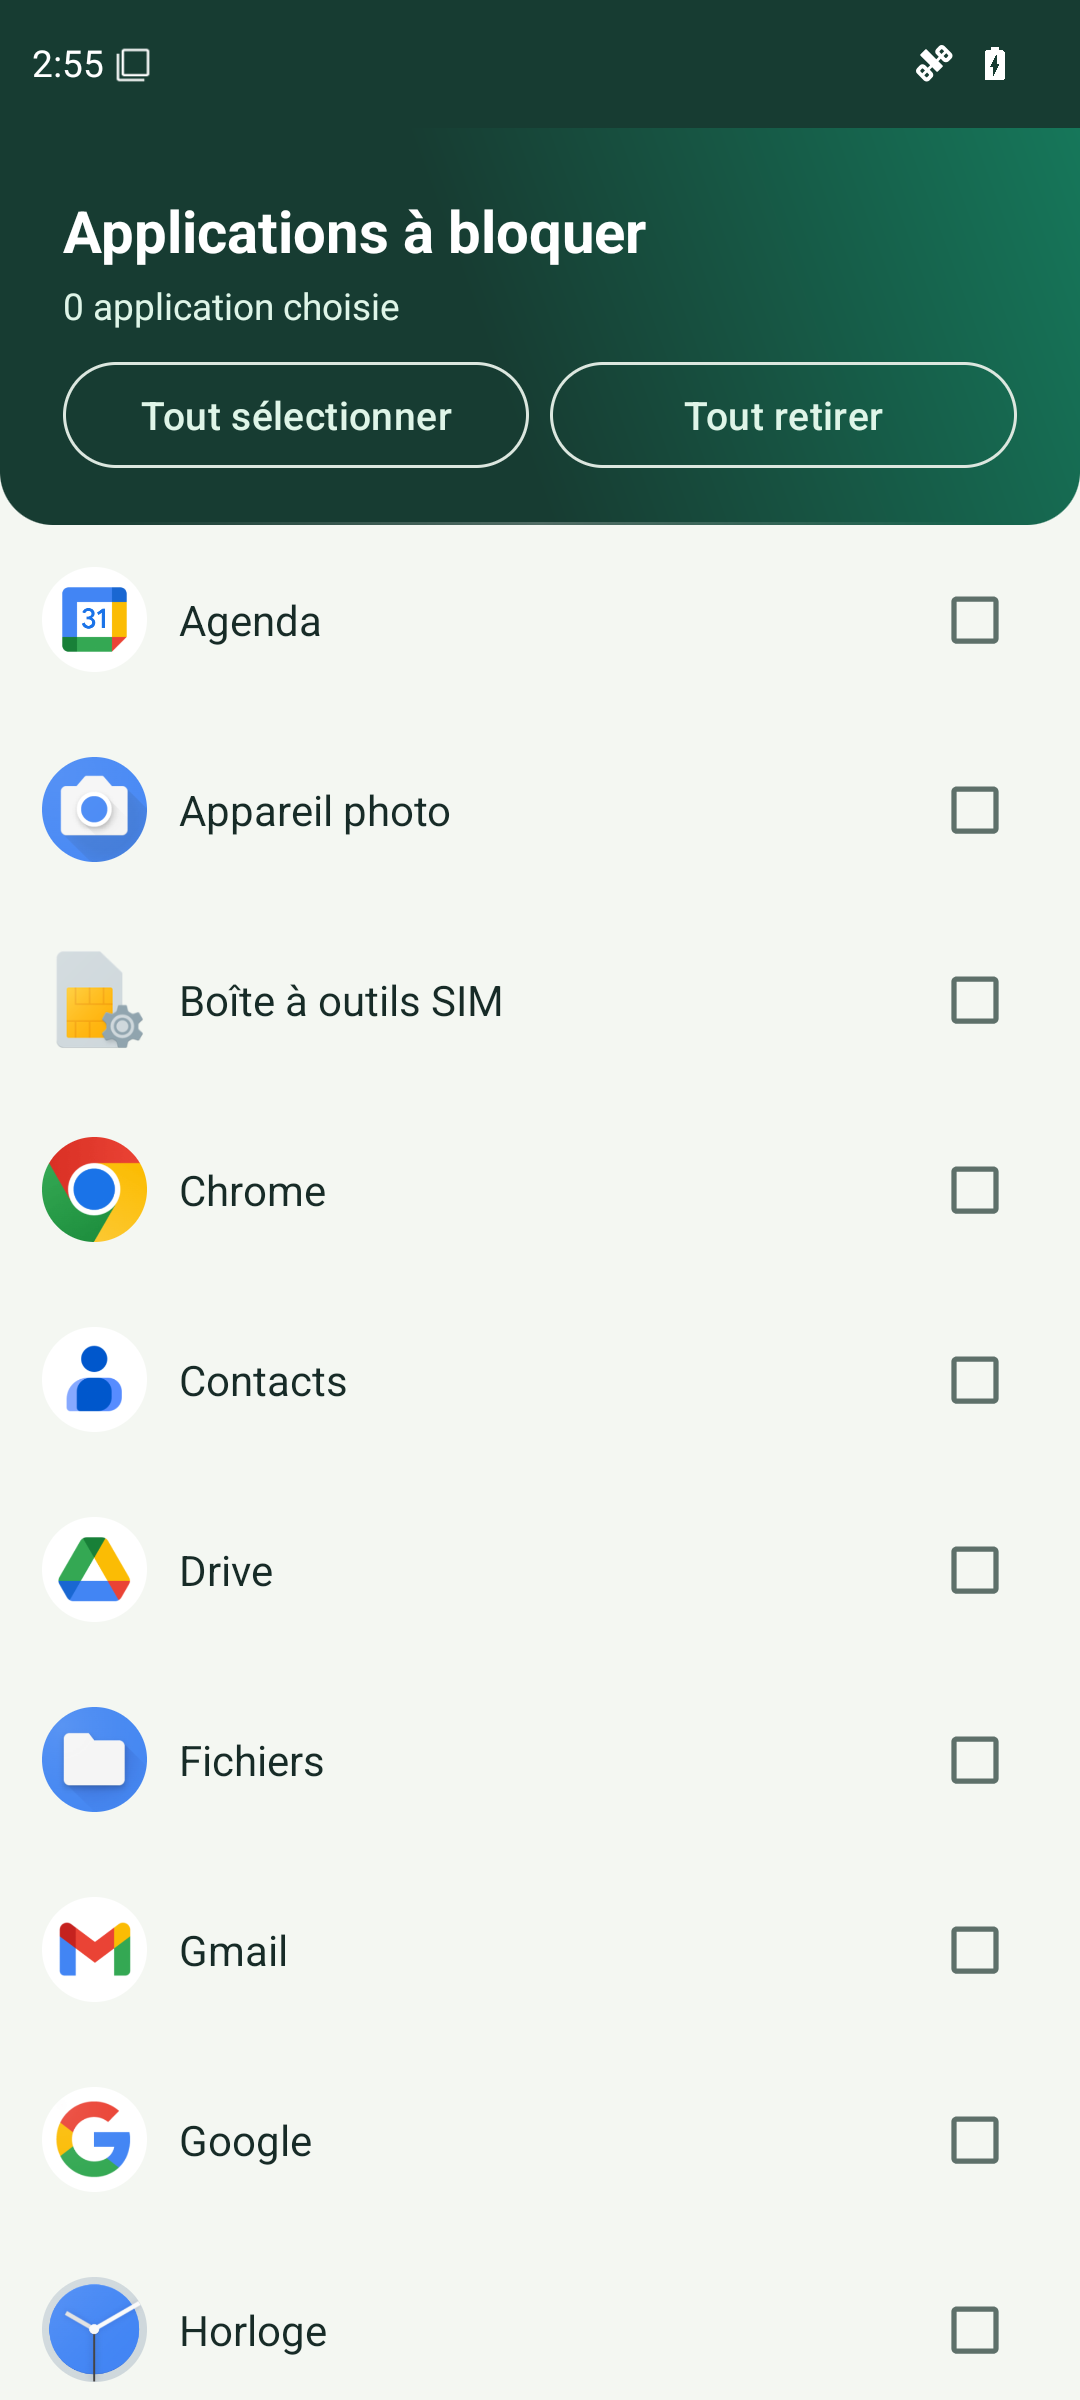 2:55
Applications à bloquer
0 application choisie
Tout sélectionner
Tout retirer
31
Agenda
Appareil photo
Boîte à outils SIM
Chrome
Contacts
Drive
Fichiers
Gmail
Google
Horloge